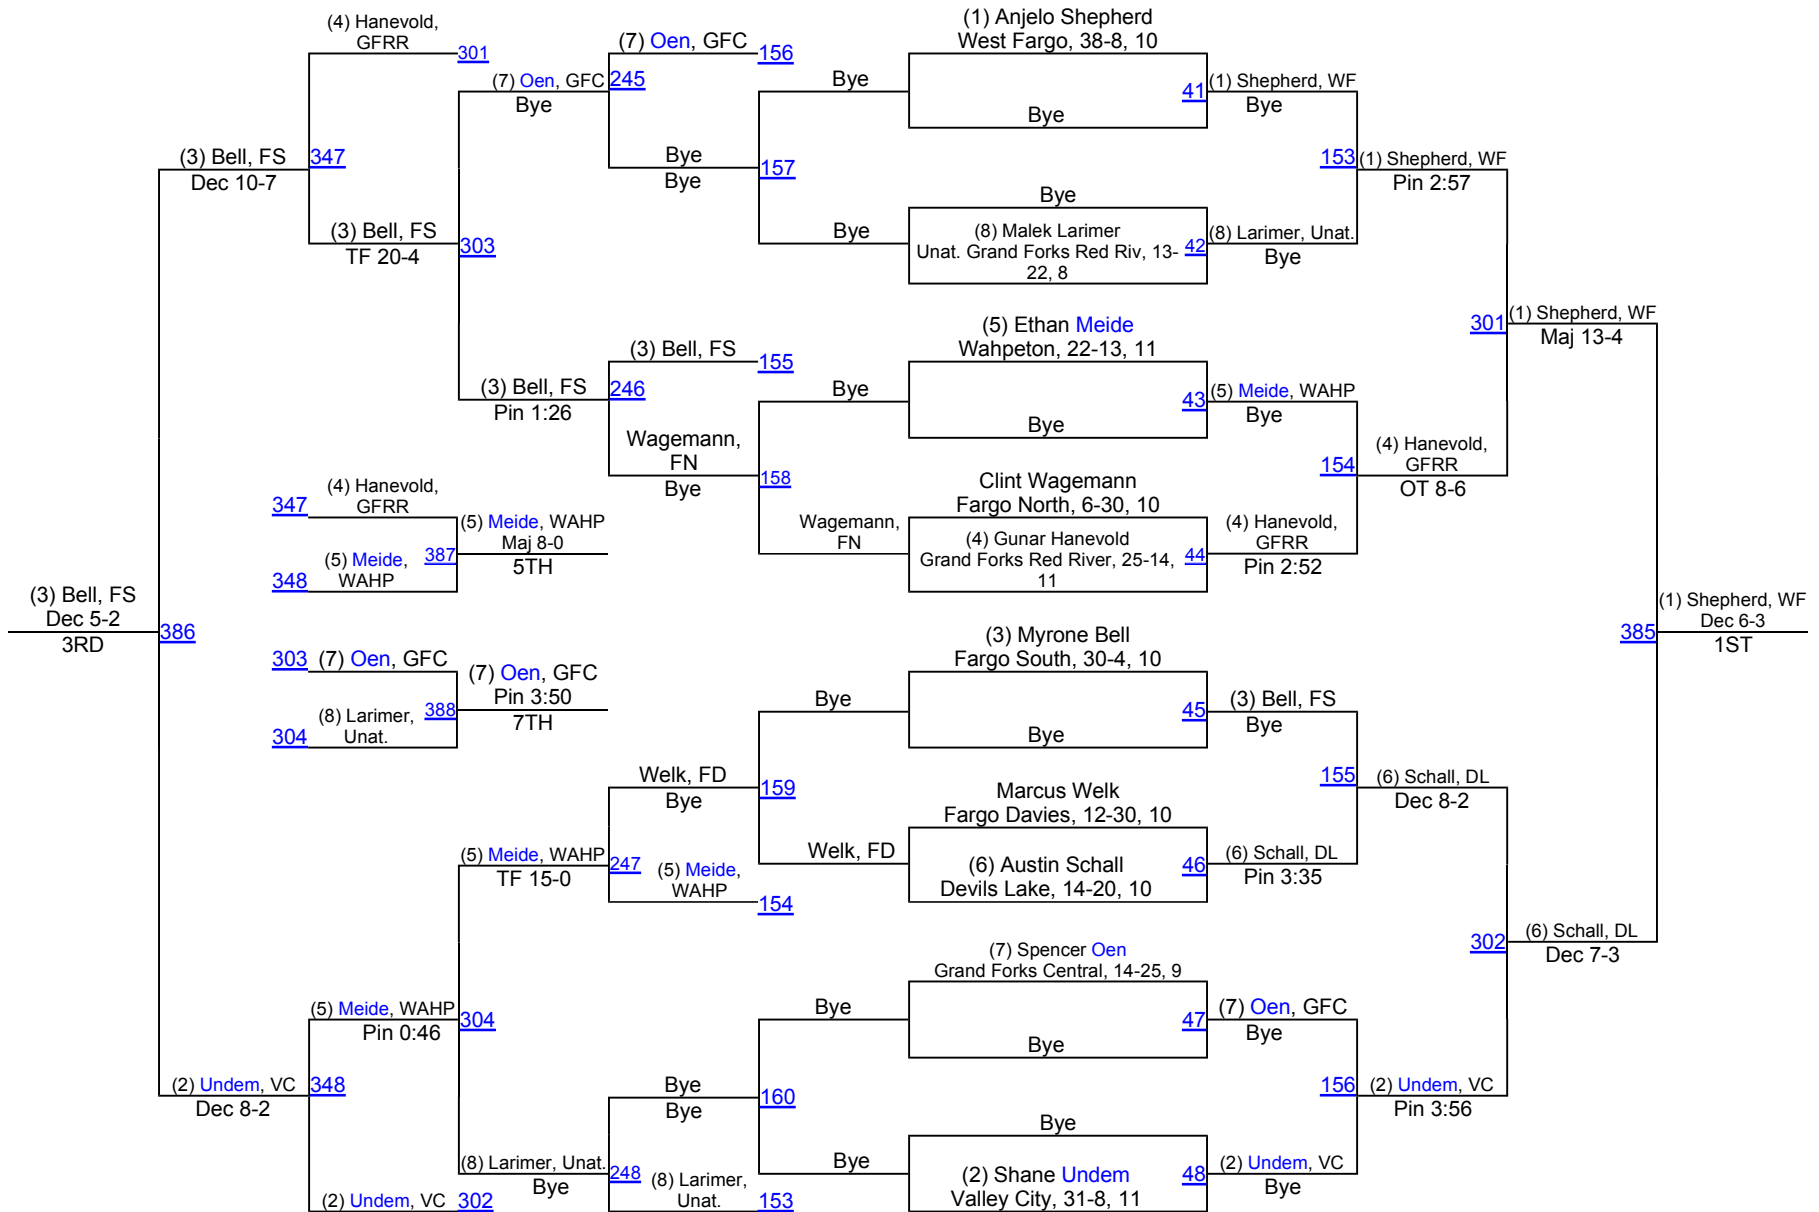 (4) Hanevold,
GFRR
301
(7) Oen, GFC
Bye
245
(7) Oen, GFC
156
(3) Bell, FS
Dec 10-7
347
Bye
Bye
157
(3) Bell, FS
TF 20-4
303
(3) Bell, FS
155
(3) Bell, FS
Pin 1:26
246
Wagemann,
FN
Bye
158
Bye
Bye
Bye
Wagemann,
FN
(1) Anjelo Shepherd
West Fargo, 38-8, 10
41
Bye
(1) Shepherd, WF
Bye
153
(1) Shepherd, WF
Pin 2:57
Bye
(8) Malek Larimer
Unat. Grand Forks Red Riv, 13-
22, 8
42
(8) Larimer, Unat.
Bye
301
(1) Shepherd, WF
Maj 13-4
(5) Ethan Meide
Wahpeton, 22-13, 11
43
Bye
(5) Meide, WAHP
Bye
154
(4) Hanevold,
GFRR
OT 8-6
Clint Wagemann
Fargo North, 6-30, 10
(4) Gunar Hanevold
Grand Forks Red River, 25-14,
11
44
(4) Hanevold,
GFRR
Pin 2:52
347
(4) Hanevold,
GFRR
(5) Meide, WAHP
Maj 8-0
5TH
387
348
(5) Meide,
WAHP
(3) Bell, FS
Dec 5-2
3RD
386
303
(7) Oen, GFC
(7) Oen, GFC
Pin 3:50
7TH
388
304
(8) Larimer,
Unat.
385
(1) Shepherd, WF
Dec 6-3
1ST
(3) Myrone Bell
Fargo South, 30-4, 10
Bye
45
Bye
(3) Bell, FS
Bye
Welk, FD
Bye
159
155
(6) Schall, DL
Dec 8-2
Marcus Welk
Fargo Davies, 12-30, 10
Welk, FD
(6) Austin Schall
Devils Lake, 14-20, 10
46
(6) Schall, DL
Pin 3:35
(5) Meide, WAHP
TF 15-0
247
(5) Meide,
WAHP
154
302
(6) Schall, DL
Dec 7-3
(7) Spencer Oen
Grand Forks Central, 14-25, 9
Bye
47
Bye
(7) Oen, GFC
Bye
(5) Meide, WAHP
Pin 0:46
304
(2) Undem, VC
Dec 8-2
348
Bye
Bye
160
156
(2) Undem, VC
Pin 3:56
Bye
Bye
(2) Shane Undem
Valley City, 31-8, 11
48
(2) Undem, VC
Bye
(8) Larimer, Unat.
Bye
248
(8) Larimer,
Unat.
153
(2) Undem, VC
302